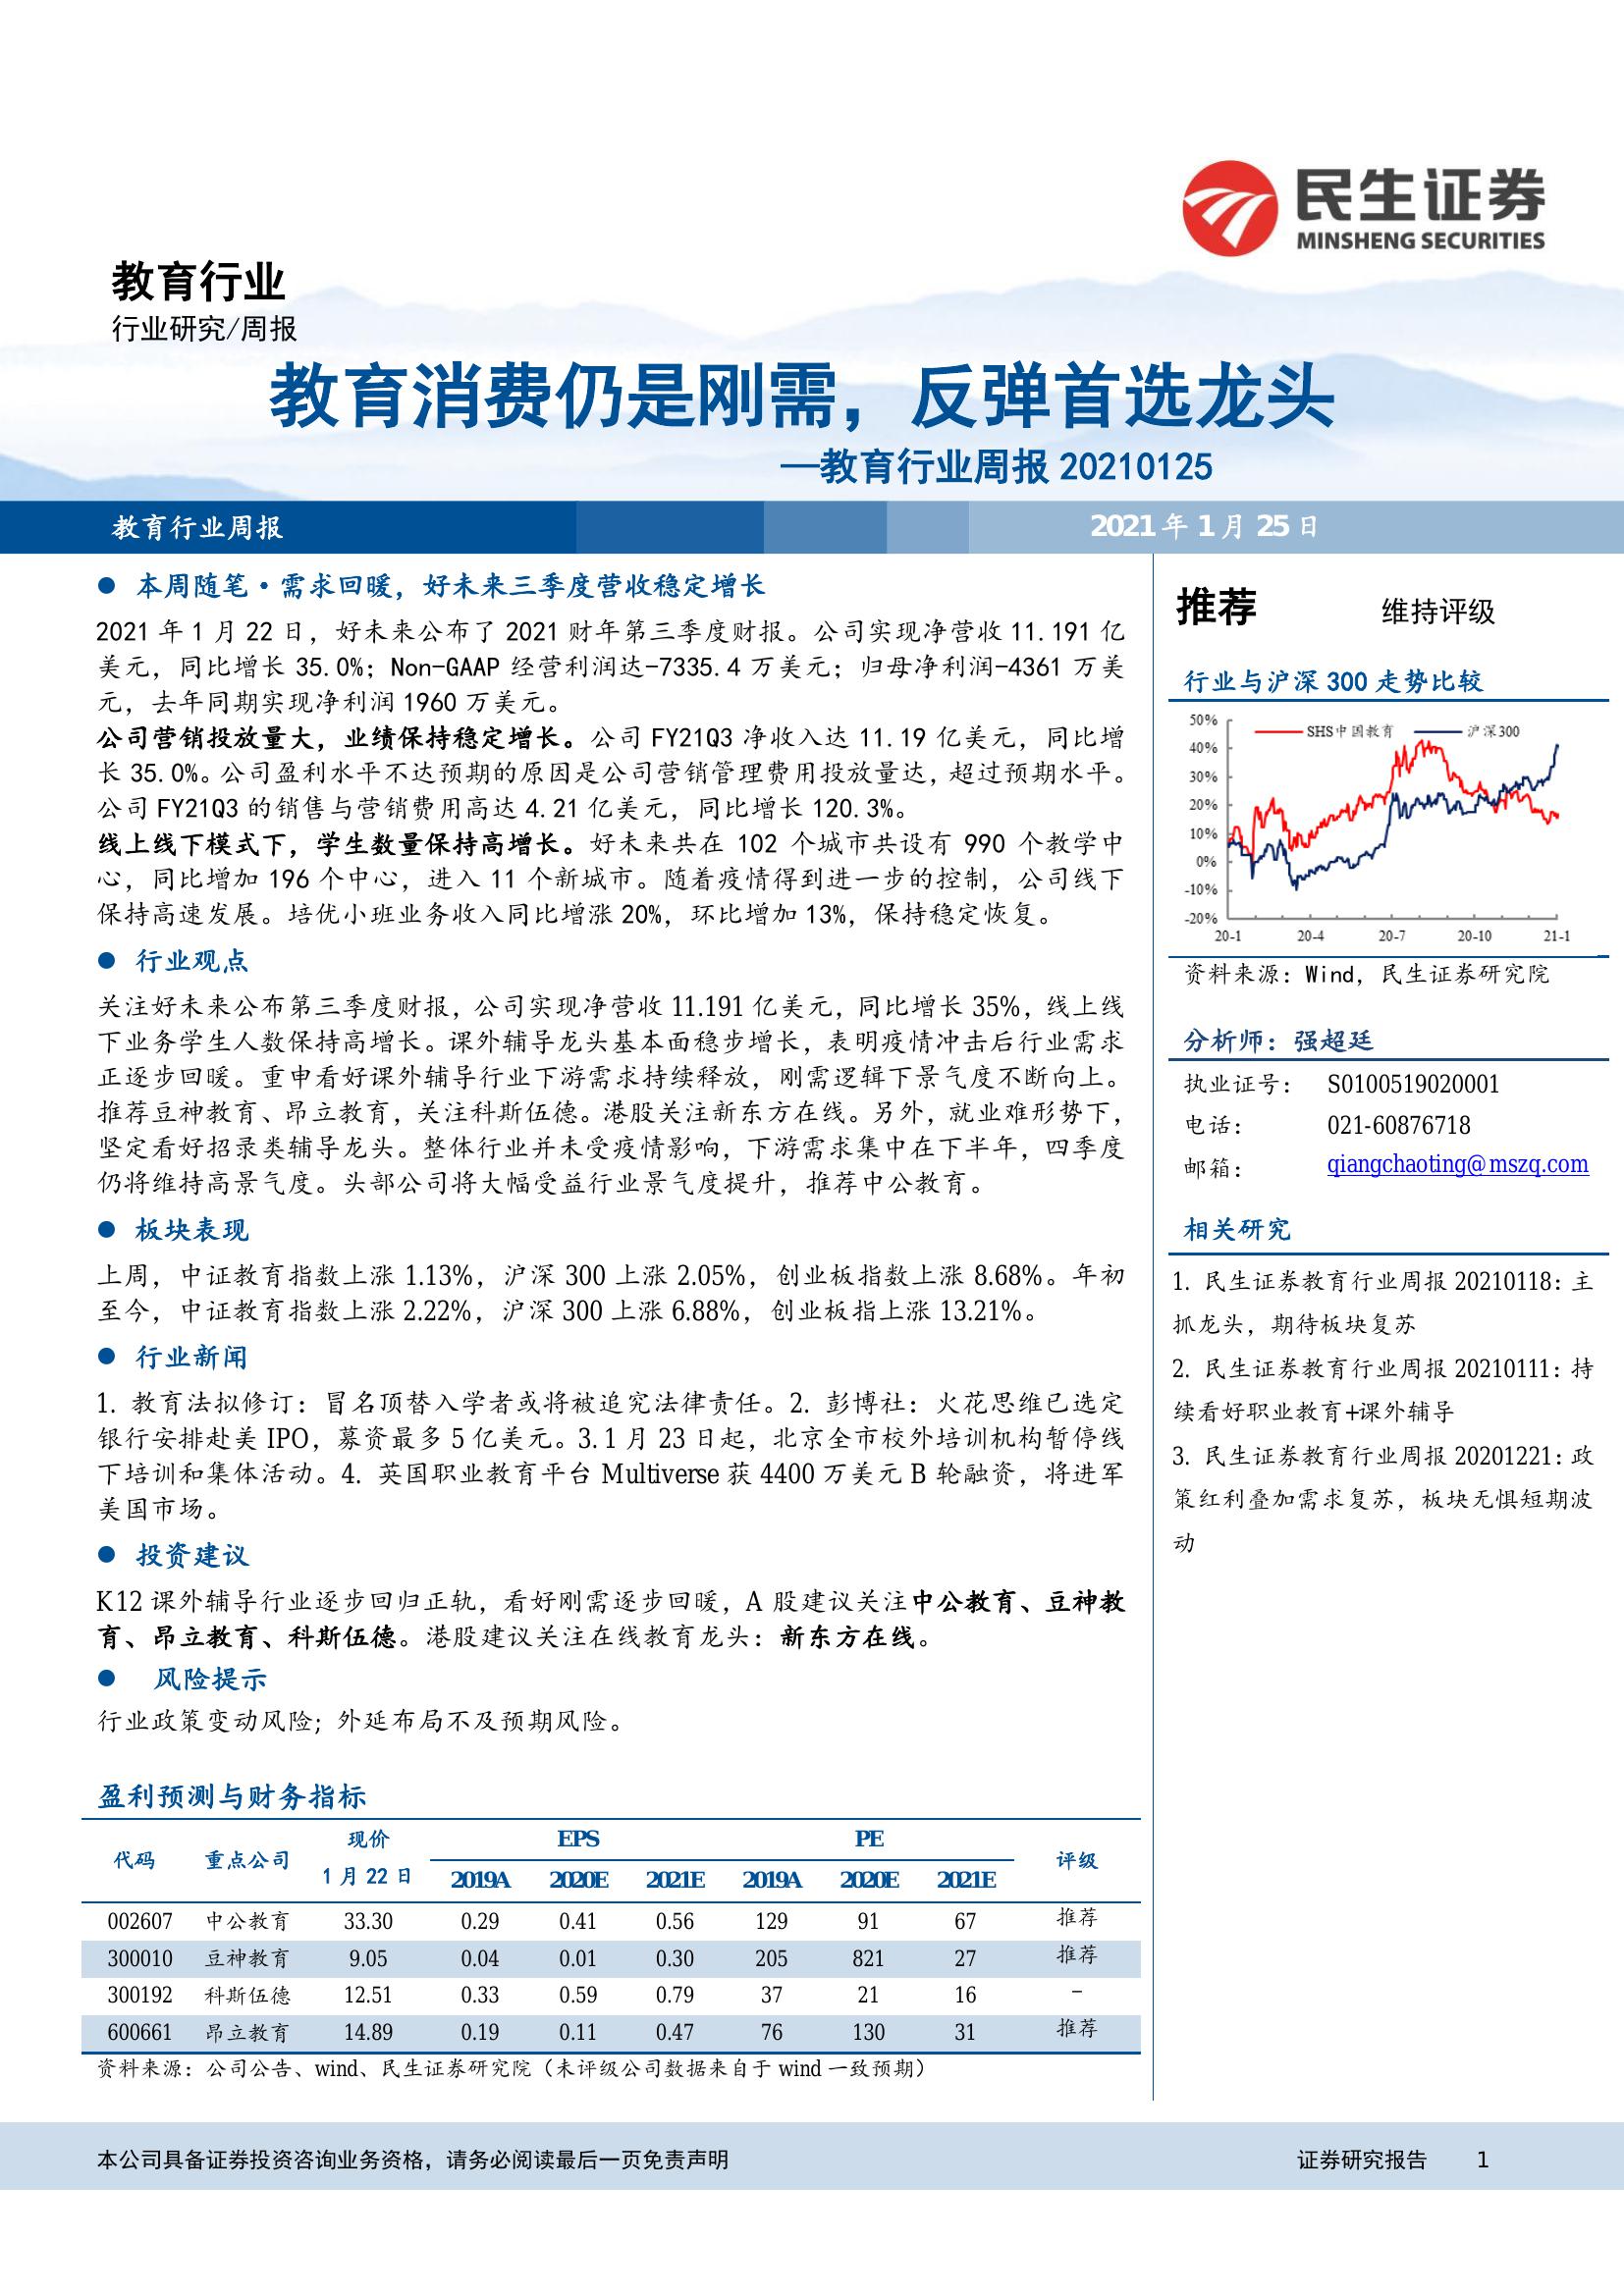 民生证券
MINSHENG SECURITIES
教育行业
行业研究/周报
教育消费仍是刚需，反弹首选龙头
—教育行业周报 20210125
教育行业周报
2021 年 1 月 25 日
● 本周随笔·需求回暖，好未来三季度营收稳定增长
2021 年 1 月 22 日，好未来公布了 2021 财年第三季度财报。公司实现净营收 11.191 亿
美元，同比增长 35.0%；Non-GAAP 经营利润达-7335.4 万美元；归母净利润-4361 万美
元，去年同期实现净利润 1960 万美元。
公司营销投放量大，业绩保持稳定增长。公司 FY21Q3 净收入达 11.19 亿美元，同比增
长 35.0%。公司盈利水平不达预期的原因是公司营销管理费用投放量达，超过预期水平。
公司 FY21Q3 的销售与营销费用高达 4.21 亿美元，同比增长 120.3%。
线上线下模式下，学生数量保持高增长。好未来共在 102 个城市共设有 990 个教学中
心，同比增加 196 个中心，进入 11 个新城市。随着疫情得到进一步的控制，公司线下
保持高速发展。培优小班业务收入同比增涨 20%，环比增加 13%，保持稳定恢复。
● 行业观点
关注好未来公布第三季度财报，公司实现净营收 11.191 亿美元，同比增长 35%，线上线
下业务学生人数保持高增长。课外辅导龙头基本面稳步增长，表明疫情冲击后行业需求
正逐步回暖。重申看好课外辅导行业下游需求持续释放，刚需逻辑下景气度不断向上。
推荐豆神教育、昂立教育，关注科斯伍德。港股关注新东方在线。另外，就业难形势下，
坚定看好招录类辅导龙头。整体行业并未受疫情影响，下游需求集中在下半年，四季度
仍将维持高景气度。头部公司将大幅受益行业景气度提升，推荐中公教育。
● 板块表现
上周，中证教育指数上涨 1.13%，沪深 300 上涨 2.05%，创业板指数上涨 8.68%。年初
至今，中证教育指数上涨 2.22%，沪深 300 上涨 6.88%，创业板指上涨 13.21%。
● 行业新闻
1. 教育法拟修订：冒名顶替入学者或将被追究法律责任。2. 彭博社：火花思维已选定
银行安排赴美 IPO，募资最多 5 亿美元。3.1 月 23 日起，北京全市校外培训机构暂停线
下培训和集体活动。4. 英国职业教育平台 Multiverse 获 4400 万美元 B 轮融资，将进军
美国市场。
● 投资建议
K12 课外辅导行业逐步回归正轨，看好刚需逐步回暖，A 股建议关注中公教育、豆神教
育、昂立教育、科斯伍德。港股建议关注在线教育龙头：新东方在线。
● 风险提示
行业政策变动风险；外延布局不及预期风险。
盈利预测与财务指标
代码 重点公司 现价 EPS PE 评级
1 月 22 日 2019A 2020E 2021E 2019A 2020E 2021E
002607 中公教育 33.30 0.29 0.41 0.56 129 91 67 推荐
300010 豆神教育 9.05 0.04 0.01 0.30 205 821 27 推荐
300192 科斯伍德 12.51 0.33 0.59 0.79 37 21 16 -
600661 昂立教育 14.89 0.19 0.11 0.47 76 130 31 推荐
资料来源：公司公告、wind、民生证券研究院（未评级公司数据来自于 wind 一致预期）
推荐 维持评级
行业与沪深 300 走势比较
SHS中国教育 沪深300
50%
40%
30%
20%
10%
0%
-10%
-20%
20-1 20-4 20-7 20-10 21-1
资料来源：Wind，民生证券研究院
分析师：强超廷
执业证号： S0100519020001
电话： 021-60876718
邮箱： qiangchaoting@mszq.com
相关研究
1. 民生证券教育行业周报 20210118：主
抓龙头，期待板块复苏
2. 民生证券教育行业周报 20210111：持
续看好职业教育+课外辅导
3. 民生证券教育行业周报 20201221：政
策红利叠加需求复苏，板块无惧短期波
动
本公司具备证券投资咨询业务资格，请务必阅读最后一页免责声明
证券研究报告 1